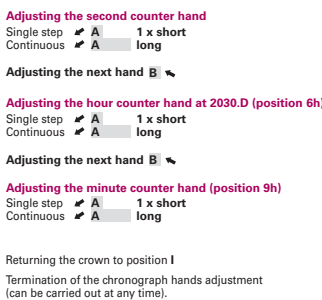 Adjusting the second counter hand
Single step A 1 x short
Continuous A long
Adjusting the next hand B
Adjusting the hour counter hand at 2030.D (position 6h)
Single step A 1 x short
Continuous A long
Adjusting the next hand B
Adjusting the minute counter hand (position 9h)
Single step A 1 x short
Continuous A long
Returning the crown to position I
Termination of the chronograph hands adjustment
(can be carried out at any time).